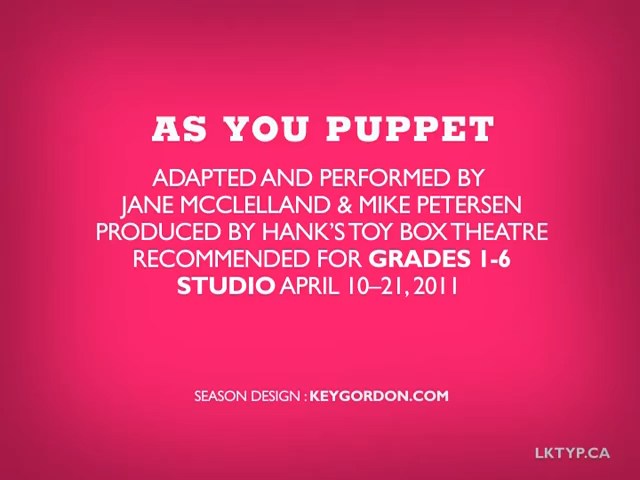 AS YOU PUPPET
ADAPTED AND PERFORMED BY
JANE MCCLELLAND & MIKE PETERSEN
PRODUCED BY HANK'S TOY BOX THEATRE
RECOMMENDED FOR GRADES 1-6
STUDIO APRIL 10–21, 2011
SEASON DESIGN : KEYGORDON.COM
LKTYP.CA